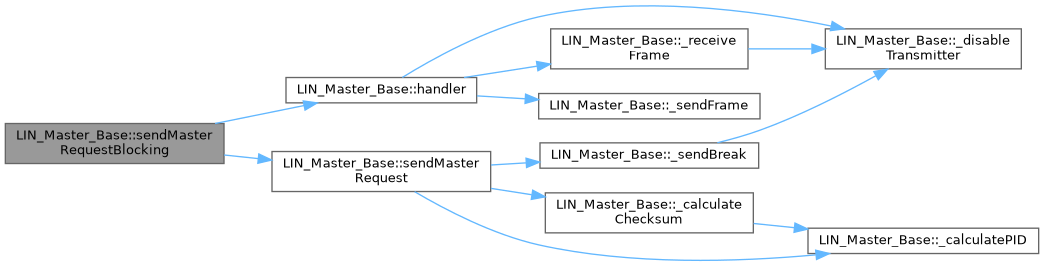 LIN_Master_Base::sendMaster
RequestBlocking
LIN_Master_Base::handler
LIN_Master_Base::sendMaster
Request
LIN_Master_Base::_receive
Frame
LIN_Master_Base::_sendFrame
LIN_Master_Base::_sendBreak
LIN_Master_Base::_calculate
Checksum
LIN_Master_Base::_disable
Transmitter
LIN_Master_Base::_calculatePID